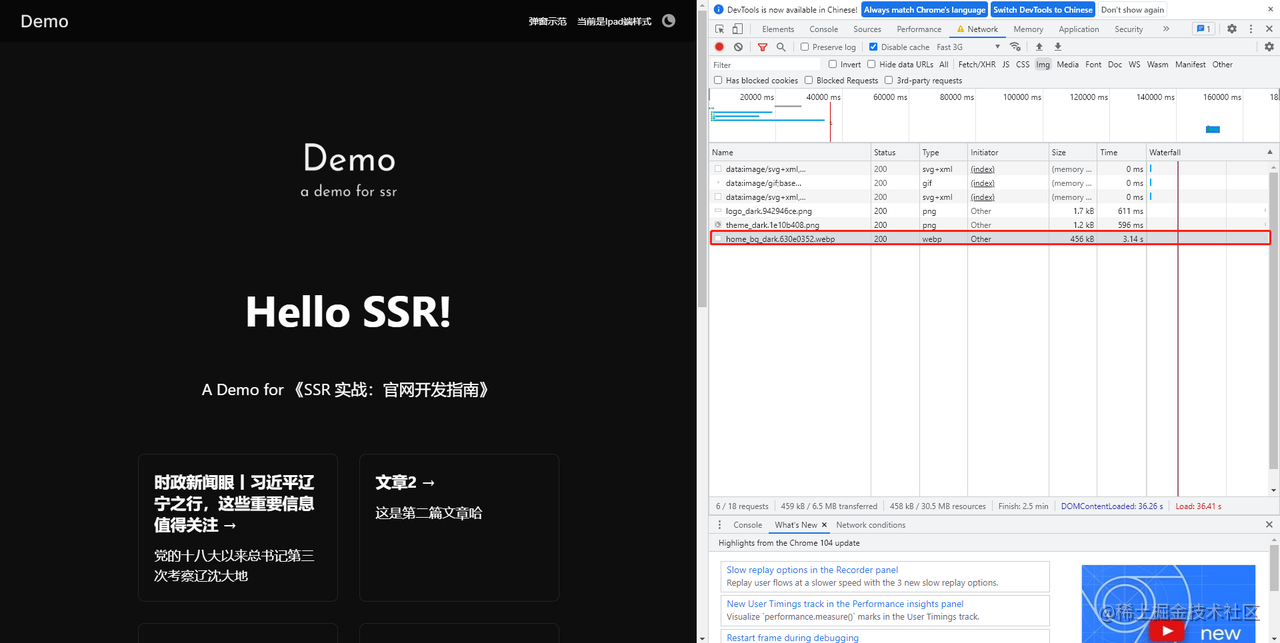 Demo
弹窗示范 当前是Ipad端样式
Demo
a demo for ssr
Hello SSR!
A Demo for 《SSR 实战：官网开发指南》
时政新闻眼丨习近平辽
宁之行，这些重要信息
值得关注 →
党的十八大以来总书记第三
次考察辽沈大地
文章2 →
这是第二篇文章哈
DevTools is now available in Chinese! Always match Chrome's language Switch DevTools to Chinese Don't show again
Elements Console Sources Performance Network Memory Application Security 1
Preserve log Disable cache Fast 3G
Filter Invert Hide data URLs All Fetch/XHR JS CSS Img Media Font Doc WS Wasm Manifest Other
Has blocked cookies Blocked Requests 3rd-party requests
20000 ms 40000 ms 60000 ms 80000 ms 100000 ms 120000 ms 140000 ms 160000 ms 18
Name Status Type Initiator Size Time Waterfall
data:image/svg+xml,... 200 svg+xml (index) (memory ... 0 ms
data:image/gif;base... 200 gif (index) (memory ... 0 ms
data:image/svg+xml,... 200 svg+xml (index) (memory ... 0 ms
logo_dark.942946ce.png 200 png Other 1.7 kB 611 ms
theme_dark.1e10b408.png 200 png Other 1.2 kB 596 ms
home_bg_dark.630e0352.webp 200 webp Other 456 kB 3.14 s
6 / 18 requests 459 kB / 6.5 MB transferred 458 kB / 30.5 MB resources Finish: 2.5 min DOMContentLoaded: 36.26 s Load: 36.41 s
Console What's New Network conditions
Highlights from the Chrome 104 update
Slow replay options in the Recorder panel
Replay user flows at a slower speed with the 3 new slow replay options.
New User Timings track in the Performance insights panel
Visualize `performance.measure()` marks in the User Timings track.
Restart frame during debugging
new
@稀土掘金技术社区